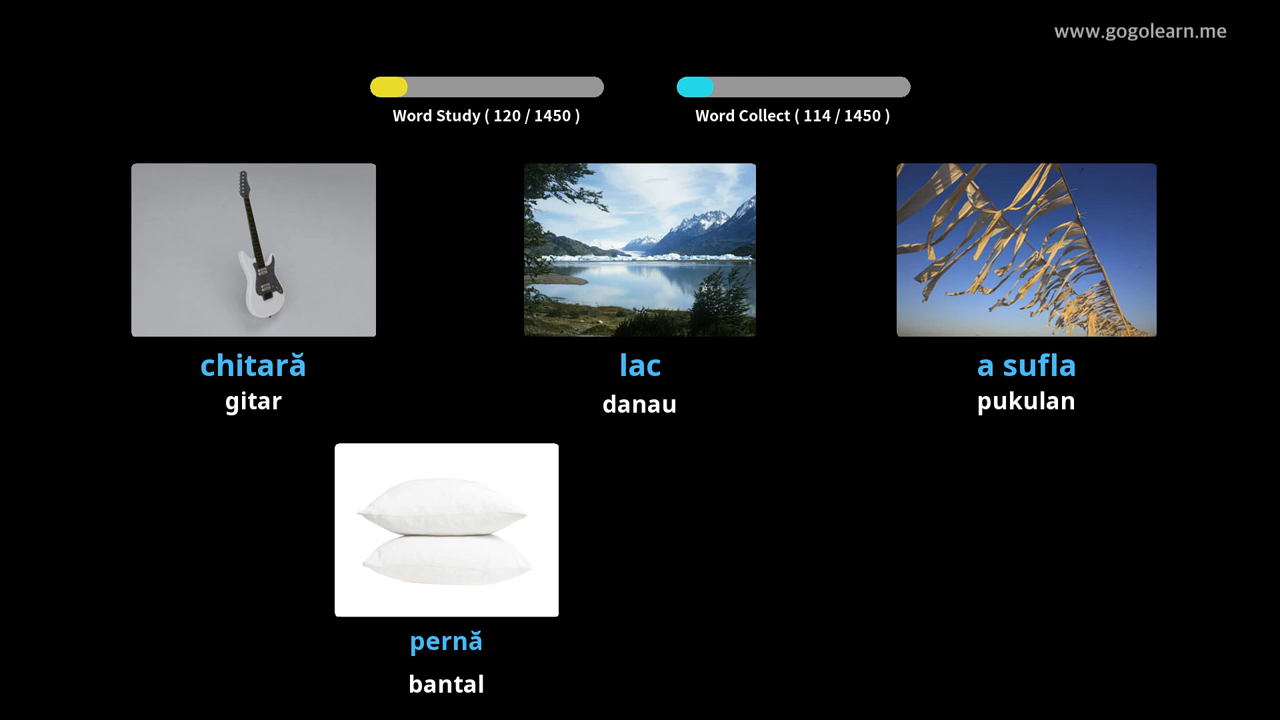 www.gogolearn.me
Word Study ( 120 / 1450 )
Word Collect ( 114 / 1450 )
chitară
gitar
lac
danau
a sufla
pukulan
pernă
bantal